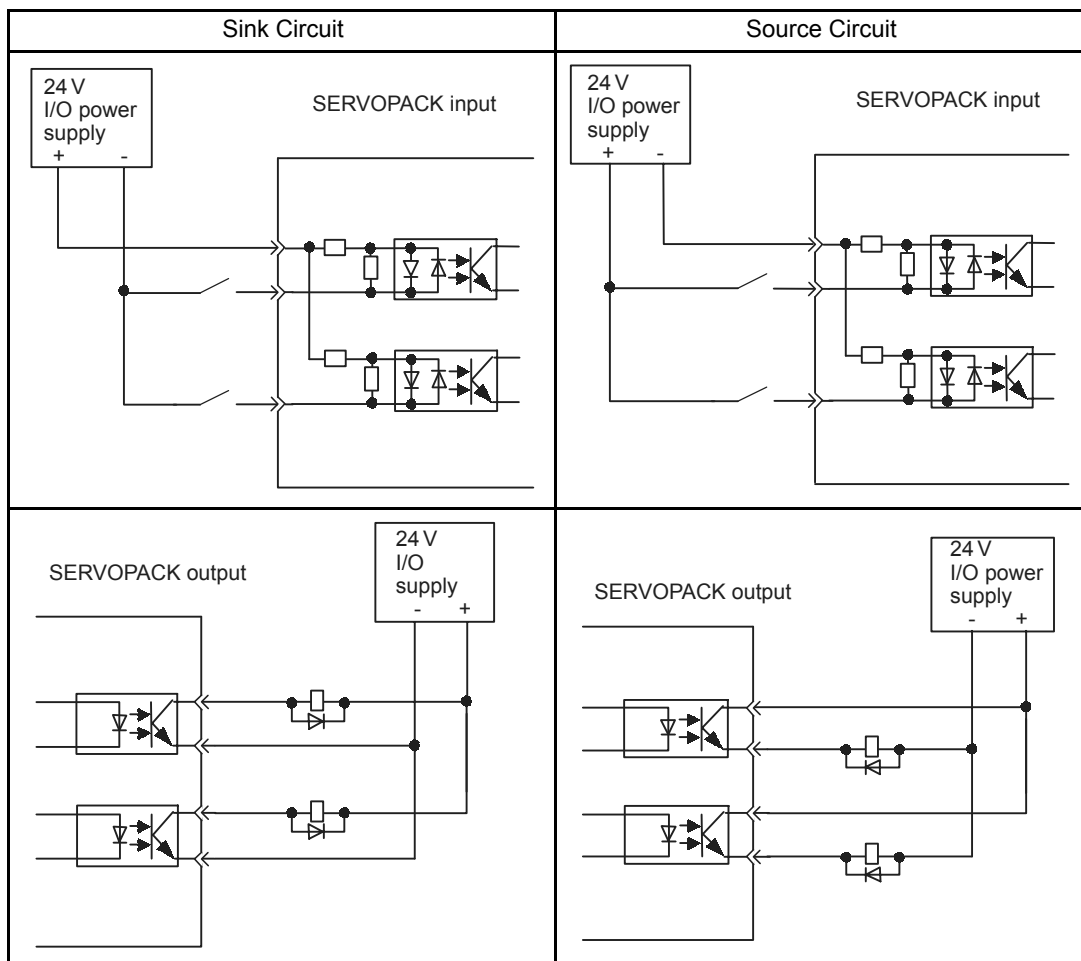 Sink Circuit
Source Circuit
24 V
I/O power
supply
+ -
SERVOPACK input
24 V
I/O power
supply
+ -
SERVOPACK input
SERVOPACK output
24 V
I/O
supply
- +
SERVOPACK output
24 V
I/O power
supply
- +